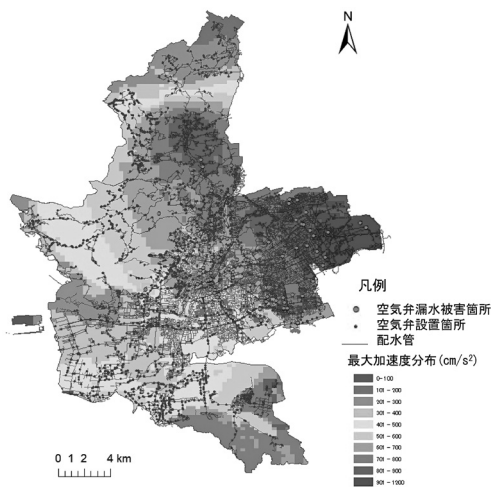 N
凡例
空気弁漏水被害箇所
空気弁設置箇所
配水管
最大加速度分布(cm/s²)
0-100
101 - 200
201 - 300
301 - 400
401 - 500
501 - 600
601 - 700
701 - 800
801 - 900
901 - 1200
0 1 2 4 km